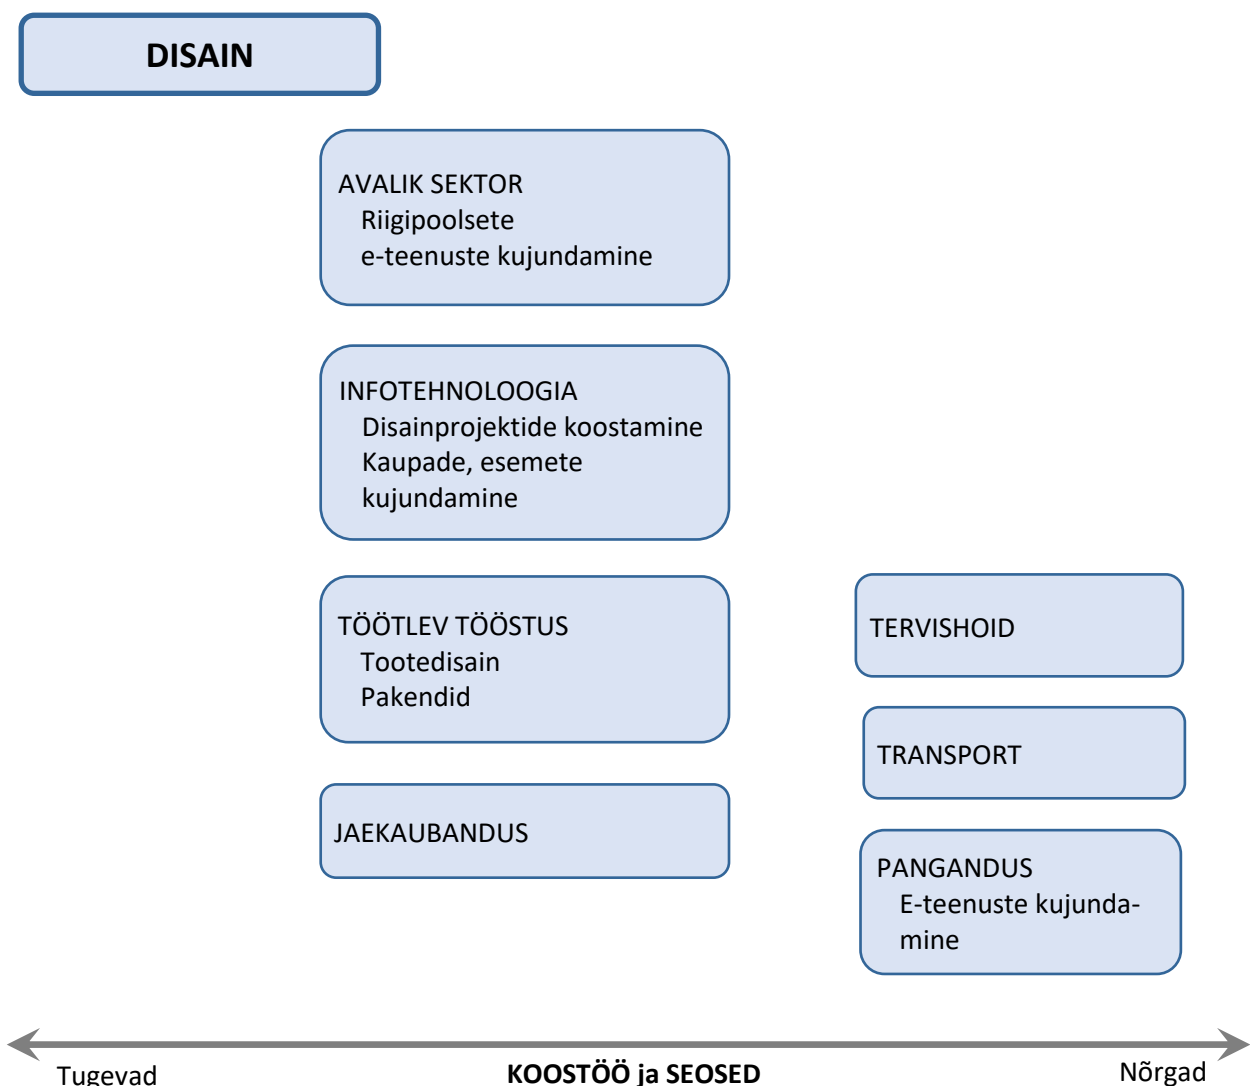 DISAIN
AVALIK SEKTOR
Riigipoolsete
e-teenuste kujundamine
INFOTEHNOLOOGIA
Disainprojektide koostamine
Kaupade, esemete
kujundamine
TÖÖTLEV TÖÖSTUS
Tootedisain
Pakendid
JAEKAUBANDUS
TERVISHOID
TRANSPORT
PANGANDUS
E-teenuste kujunda-
mine
Tugevad
KOOSTÖÖ ja SEOSED
Nõrgad